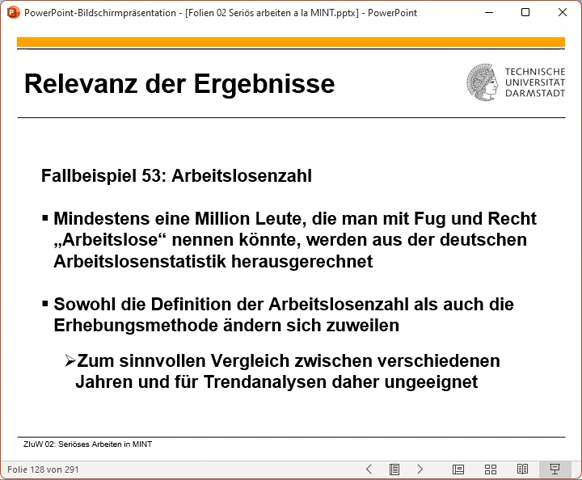 PowerPoint-Bildschirmpräsentation - [Folien 02 Seriös arbeiten a la MINT.pptx] - PowerPoint
Relevanz der Ergebnisse
TECHNISCHE
UNIVERSITÄT
DARMSTADT
Fallbeispiel 53: Arbeitslosenzahl
▪ Mindestens eine Million Leute, die man mit Fug und Recht
„Arbeitslose“ nennen könnte, werden aus der deutschen
Arbeitslosenstatistik herausgerechnet
▪ Sowohl die Definition der Arbeitslosenzahl als auch die
Erhebungsmethode ändern sich zuweilen
➢Zum sinnvollen Vergleich zwischen verschiedenen
Jahren und für Trendanalysen daher ungeeignet
ZIuW 02: Seriöses Arbeiten in MINT
Folie 128 von 291